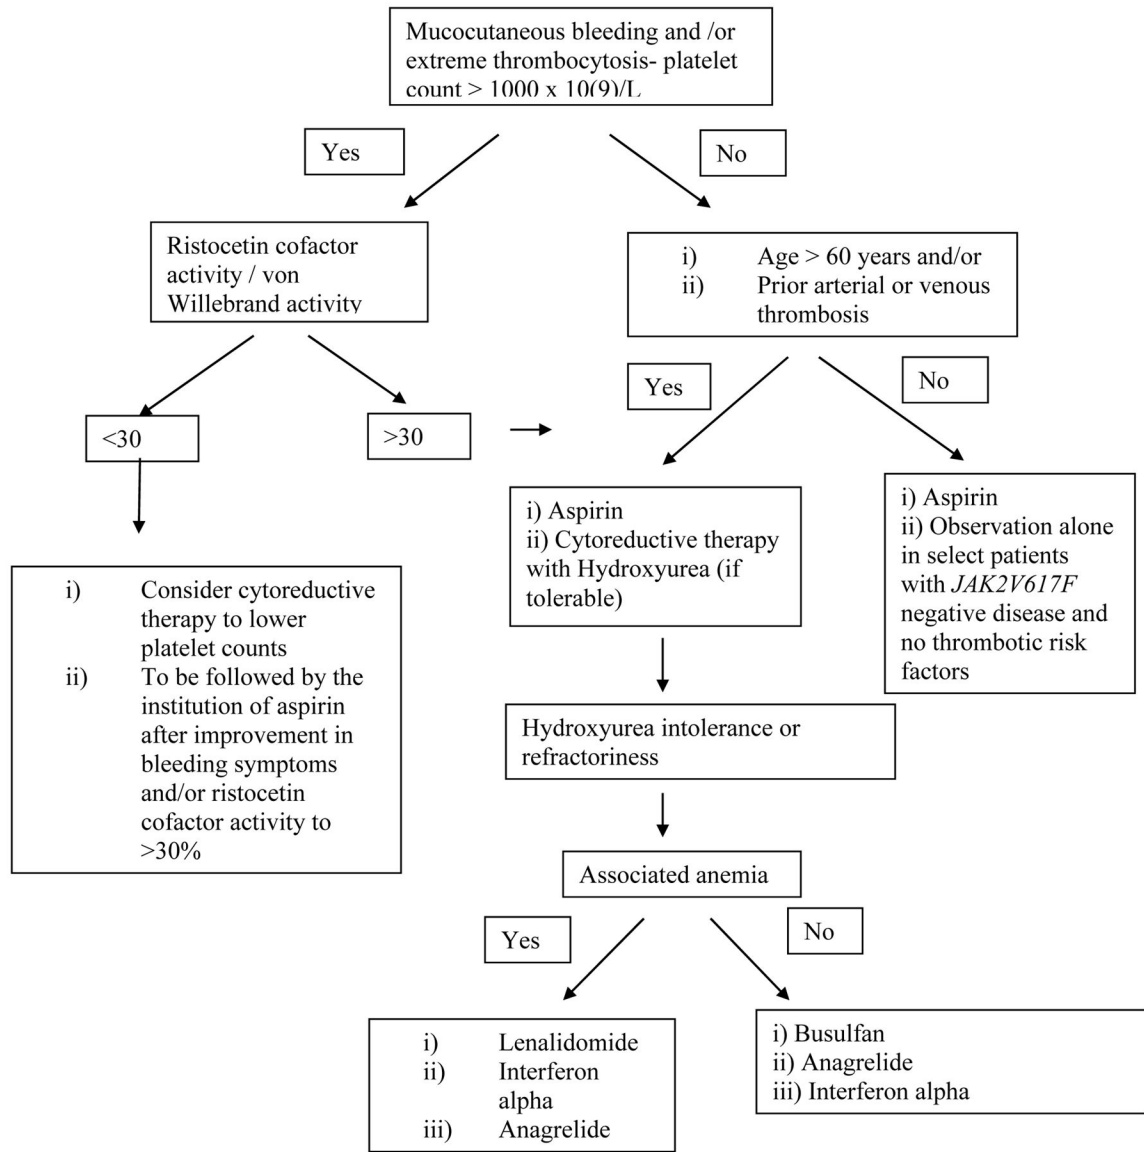 Mucocutaneous bleeding and /or
extreme thrombocytosis- platelet
count > 1000 x 10(9)/L
Yes
No
Ristocetin cofactor
activity / von
Willebrand activity
i) Age > 60 years and/or
ii) Prior arterial or venous
thrombosis
Yes
No
<30
>30
i) Aspirin
ii) Cytoreductive therapy
with Hydroxyurea (if
tolerable)
i) Aspirin
ii) Observation alone
in select patients
with JAK2V617F
negative disease and
no thrombotic risk
factors
i) Consider cytoreductive
therapy to lower
platelet counts
ii) To be followed by the
institution of aspirin
after improvement in
bleeding symptoms
and/or ristocetin
cofactor activity to
>30%
Hydroxyurea intolerance or
refractoriness
Associated anemia
Yes
No
i) Lenalidomide
ii) Interferon
alpha
iii) Anagrelide
i) Busulfan
ii) Anagrelide
iii) Interferon alpha